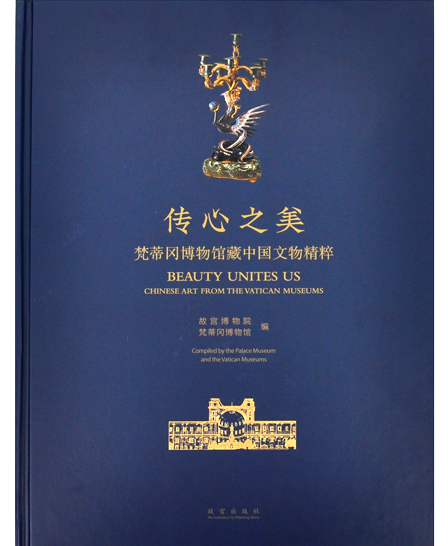 传心之美
梵蒂冈博物馆藏中国文物精粹
BEAUTY UNITES US
CHINESE ART FROM THE VATICAN MUSEUMS
故宫博物院
梵蒂冈博物馆 编
Compiled by the Palace Museum
and the Vatican Museums
故宫出版社